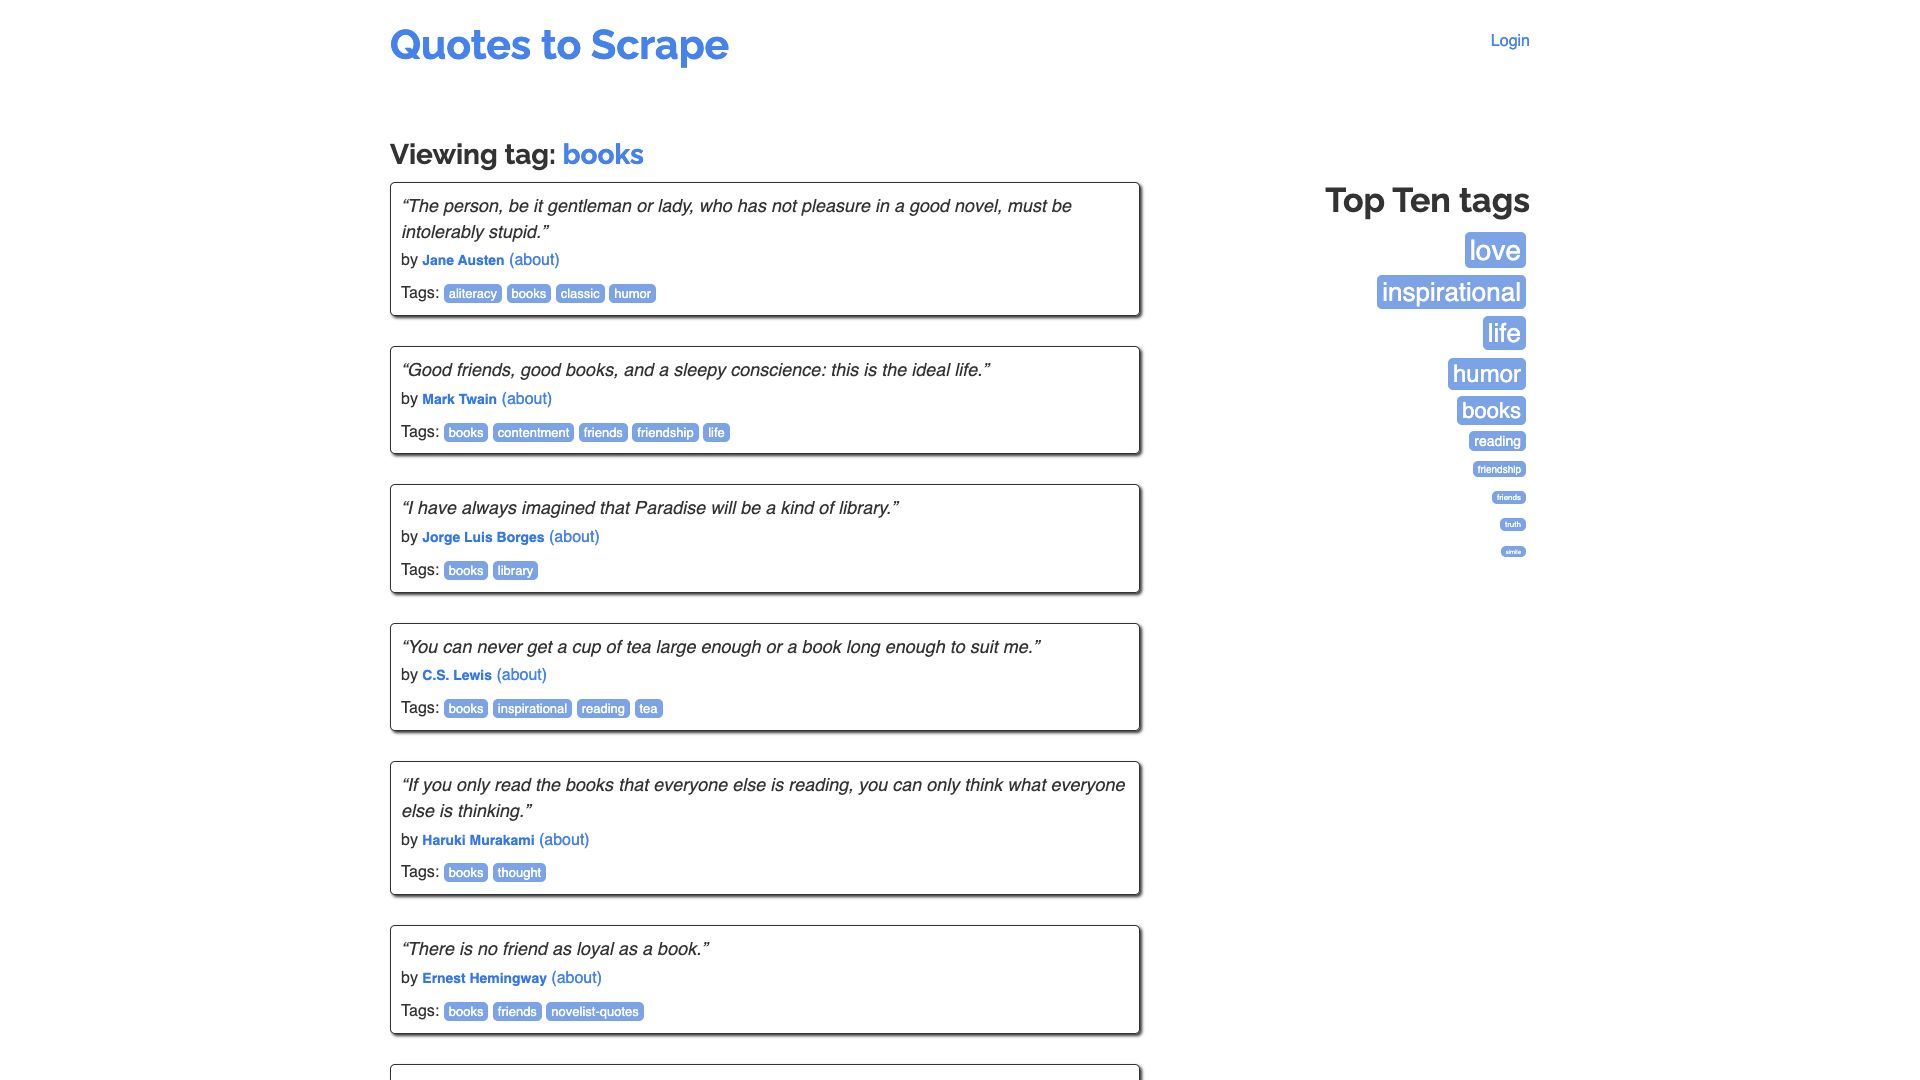 Quotes to Scrape
Login
Viewing tag: books
“The person, be it gentleman or lady, who has not pleasure in a good novel, must be
intolerably stupid.”
by Jane Austen (about)
Tags: aliteracy books classic humor
“Good friends, good books, and a sleepy conscience: this is the ideal life.”
by Mark Twain (about)
Tags: books contentment friends friendship life
“I have always imagined that Paradise will be a kind of library.”
by Jorge Luis Borges (about)
Tags: books library
“You can never get a cup of tea large enough or a book long enough to suit me.”
by C.S. Lewis (about)
Tags: books inspirational reading tea
“If you only read the books that everyone else is reading, you can only think what everyone
else is thinking.”
by Haruki Murakami (about)
Tags: books thought
“There is no friend as loyal as a book.”
by Ernest Hemingway (about)
Tags: books friends novelist-quotes
Top Ten tags
love
inspirational
life
humor
books
reading
friendship
friends
truth
simile